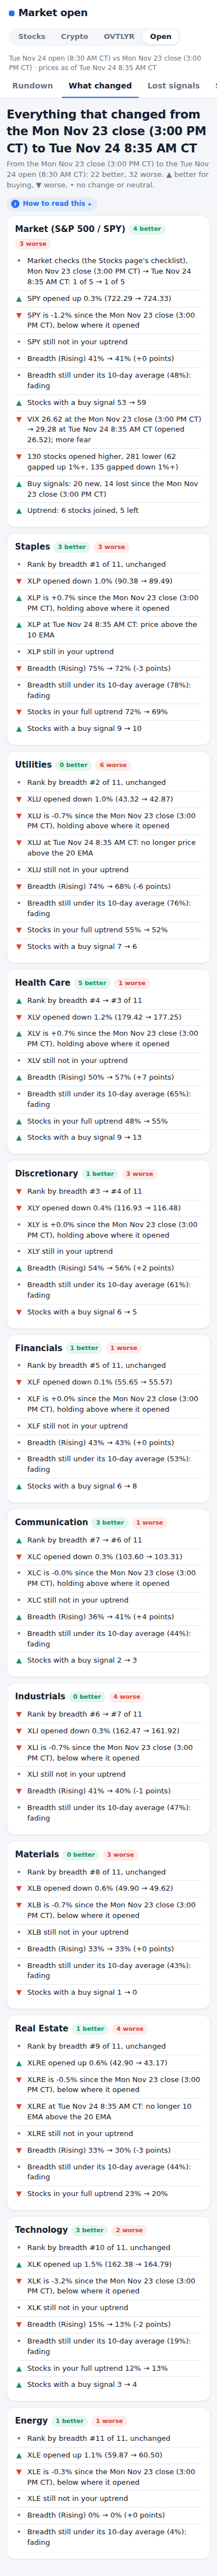 Market open
Stocks Crypto OVTLYR Open
Tue Nov 24 open (8:30 AM CT) vs Mon Nov 23 close (3:00
PM CT) · prices as of Tue Nov 24 8:35 AM CT
Rundown What changed Lost signals S
Everything that changed from
the Mon Nov 23 close (3:00 PM
CT) to Tue Nov 24 8:35 AM CT
From the Mon Nov 23 close (3:00 PM CT) to the Tue Nov
24 open (8:30 AM CT): 22 better, 32 worse. ▲ better for
buying, ▼ worse, • no change or neutral.
i How to read this ▸
Market (S&P 500 / SPY) 4 better
3 worse
• Market checks (the Stocks page's checklist),
Mon Nov 23 close (3:00 PM CT) → Tue Nov 24
8:35 AM CT: 1 of 5 → 1 of 5
▲ SPY opened up 0.3% (722.29 → 724.33)
▼ SPY is -1.2% since the Mon Nov 23 close (3:00
PM CT), below where it opened
• SPY still not in your uptrend
• Breadth (Rising) 41% → 41% (+0 points)
• Breadth still under its 10-day average (48%):
fading
▲ Stocks with a buy signal 53 → 59
▼ VIX 26.62 at the Mon Nov 23 close (3:00 PM CT)
→ 29.28 at Tue Nov 24 8:35 AM CT (opened
26.52); more fear
▼ 130 stocks opened higher, 281 lower (62
gapped up 1%+, 135 gapped down 1%+)
▲ Buy signals: 20 new, 14 lost since the Mon Nov
23 close (3:00 PM CT)
▲ Uptrend: 6 stocks joined, 5 left
Staples 3 better 3 worse
• Rank by breadth #1 of 11, unchanged
▼ XLP opened down 1.0% (90.38 → 89.49)
▲ XLP is +0.7% since the Mon Nov 23 close (3:00
PM CT), holding above where it opened
▲ XLP at Tue Nov 24 8:35 AM CT: price above the
10 EMA
• XLP still in your uptrend
▼ Breadth (Rising) 75% → 72% (-3 points)
• Breadth still under its 10-day average (78%):
fading
▼ Stocks in your full uptrend 72% → 69%
▲ Stocks with a buy signal 9 → 10
Utilities 0 better 6 worse
• Rank by breadth #2 of 11, unchanged
▼ XLU opened down 1.0% (43.32 → 42.87)
▼ XLU is -0.7% since the Mon Nov 23 close (3:00
PM CT), holding above where it opened
▼ XLU at Tue Nov 24 8:35 AM CT: no longer price
above the 20 EMA
• XLU still not in your uptrend
▼ Breadth (Rising) 74% → 68% (-6 points)
• Breadth still under its 10-day average (76%):
fading
▼ Stocks in your full uptrend 55% → 52%
▼ Stocks with a buy signal 7 → 6
Health Care 5 better 1 worse
▲ Rank by breadth #4 → #3 of 11
▼ XLV opened down 1.2% (179.42 → 177.25)
▲ XLV is +0.7% since the Mon Nov 23 close (3:00
PM CT), holding above where it opened
• XLV still not in your uptrend
▲ Breadth (Rising) 50% → 57% (+7 points)
• Breadth still under its 10-day average (65%):
fading
▲ Stocks in your full uptrend 48% → 55%
▲ Stocks with a buy signal 9 → 13
Discretionary 1 better 3 worse
▼ Rank by breadth #3 → #4 of 11
▼ XLY opened down 0.4% (116.93 → 116.48)
• XLY is +0.0% since the Mon Nov 23 close (3:00
PM CT), holding above where it opened
• XLY still in your uptrend
▲ Breadth (Rising) 54% → 56% (+2 points)
• Breadth still under its 10-day average (61%):
fading
▼ Stocks with a buy signal 6 → 5
Financials 1 better 1 worse
• Rank by breadth #5 of 11, unchanged
▼ XLF opened down 0.1% (55.65 → 55.57)
• XLF is +0.0% since the Mon Nov 23 close (3:00
PM CT), holding above where it opened
• XLF still not in your uptrend
• Breadth (Rising) 43% → 43% (+0 points)
• Breadth still under its 10-day average (53%):
fading
▲ Stocks with a buy signal 6 → 8
Communication 3 better 1 worse
▲ Rank by breadth #7 → #6 of 11
▼ XLC opened down 0.3% (103.60 → 103.31)
• XLC is -0.0% since the Mon Nov 23 close (3:00
PM CT), holding above where it opened
• XLC still not in your uptrend
▲ Breadth (Rising) 36% → 41% (+4 points)
• Breadth still under its 10-day average (44%):
fading
▲ Stocks with a buy signal 2 → 3
Industrials 0 better 4 worse
▼ Rank by breadth #6 → #7 of 11
▼ XLI opened down 0.3% (162.47 → 161.92)
▼ XLI is -0.7% since the Mon Nov 23 close (3:00
PM CT), below where it opened
• XLI still not in your uptrend
▼ Breadth (Rising) 41% → 40% (-1 points)
• Breadth still under its 10-day average (47%):
fading
Materials 0 better 3 worse
• Rank by breadth #8 of 11, unchanged
▼ XLB opened down 0.6% (49.90 → 49.62)
▼ XLB is -0.7% since the Mon Nov 23 close (3:00
PM CT), below where it opened
• XLB still not in your uptrend
• Breadth (Rising) 33% → 33% (+0 points)
• Breadth still under its 10-day average (43%):
fading
▼ Stocks with a buy signal 1 → 0
Real Estate 1 better 4 worse
• Rank by breadth #9 of 11, unchanged
▲ XLRE opened up 0.6% (42.90 → 43.17)
▼ XLRE is -0.5% since the Mon Nov 23 close (3:00
PM CT), below where it opened
▼ XLRE at Tue Nov 24 8:35 AM CT: no longer 10
EMA above the 20 EMA
• XLRE still not in your uptrend
▼ Breadth (Rising) 33% → 30% (-3 points)
• Breadth still under its 10-day average (44%):
fading
▼ Stocks in your full uptrend 23% → 20%
Technology 3 better 2 worse
• Rank by breadth #10 of 11, unchanged
▲ XLK opened up 1.5% (162.38 → 164.79)
▼ XLK is -3.2% since the Mon Nov 23 close (3:00
PM CT), below where it opened
• XLK still not in your uptrend
▼ Breadth (Rising) 15% → 13% (-2 points)
• Breadth still under its 10-day average (19%):
fading
▲ Stocks in your full uptrend 12% → 13%
▲ Stocks with a buy signal 3 → 4
Energy 1 better 1 worse
• Rank by breadth #11 of 11, unchanged
▲ XLE opened up 1.1% (59.87 → 60.50)
▼ XLE is -0.3% since the Mon Nov 23 close (3:00
PM CT), below where it opened
• XLE still not in your uptrend
• Breadth (Rising) 0% → 0% (+0 points)
• Breadth still under its 10-day average (4%):
fading